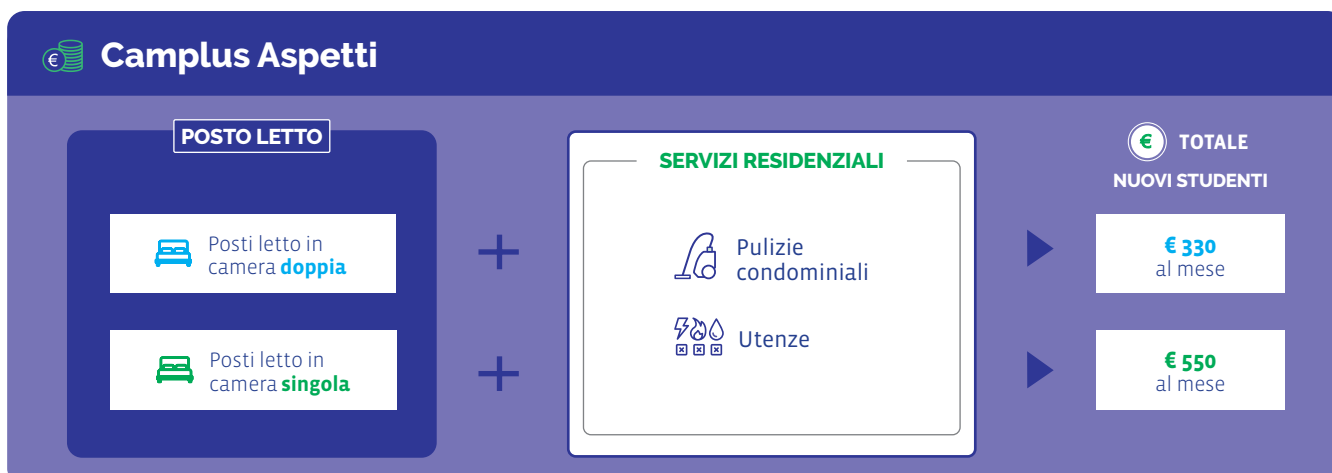 Camplus Aspetti
POSTO LETTO
Posti letto in
camera doppia
Posti letto in
camera singola
+
+
SERVIZI RESIDENZIALI
Pulizie
condominiali
Utenze
€ TOTALE
NUOVI STUDENTI
€ 330
al mese
€ 550
al mese